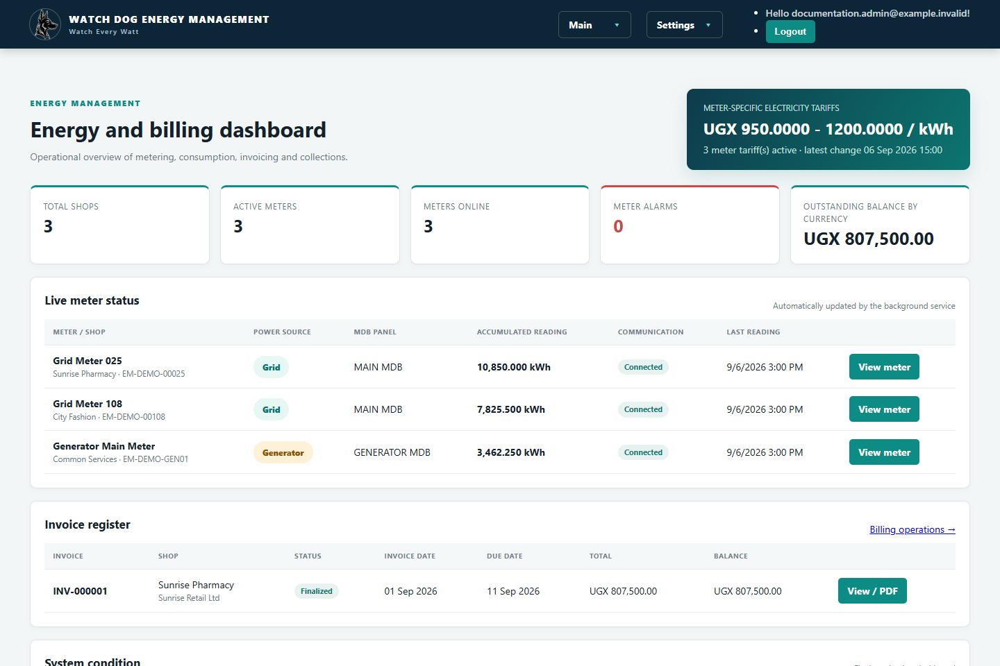 WATCH DOG ENERGY MANAGEMENT
Watch Every Watt
Main
Settings
Hello documentation.admin@example.invalid!
Logout
ENERGY MANAGEMENT
Energy and billing dashboard
Operational overview of metering, consumption, invoicing and collections.
METER-SPECIFIC ELECTRICITY TARIFFS
UGX 950.0000 - 1200.0000 / kWh
3 meter tariff(s) active · latest change 06 Sep 2026 15:00
TOTAL SHOPS
3
ACTIVE METERS
3
METERS ONLINE
3
METER ALARMS
0
OUTSTANDING BALANCE BY
CURRENCY
UGX 807,500.00
Live meter status
Automatically updated by the background service
METER / SHOP POWER SOURCE MDB PANEL ACCUMULATED READING COMMUNICATION LAST READING
Grid Meter 025
Sunrise Pharmacy · EM-DEMO-00025
Grid MAIN MDB 10,850.000 kWh Connected 9/6/2026 3:00 PM View meter
Grid Meter 108
City Fashion · EM-DEMO-00108
Grid MAIN MDB 7,825.500 kWh Connected 9/6/2026 3:00 PM View meter
Generator Main Meter
Common Services · EM-DEMO-GEN01
Generator GENERATOR MDB 3,462.250 kWh Connected 9/6/2026 3:00 PM View meter
Invoice register
Billing operations →
INVOICE SHOP STATUS INVOICE DATE DUE DATE TOTAL BALANCE
INV-000001
Sunrise Pharmacy
Sunrise Retail Ltd
Finalized 01 Sep 2026 11 Sep 2026 UGX 807,500.00 UGX 807,500.00 View / PDF
System condition